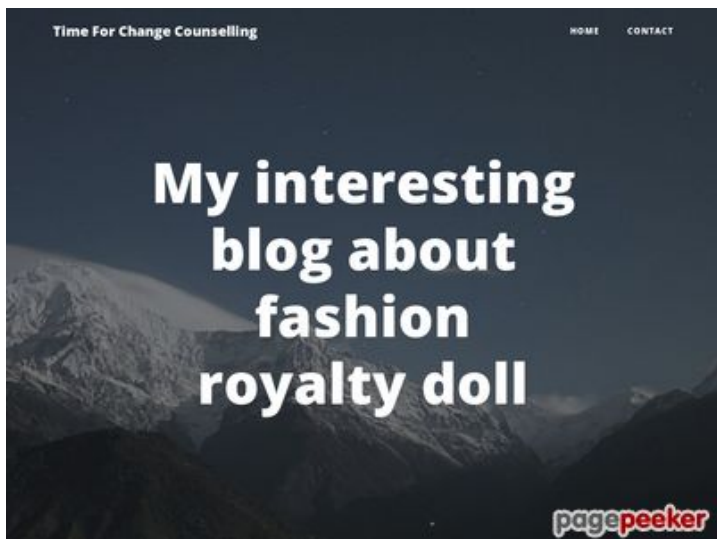 Time For Change Counselling
HOME CONTACT
My interesting
blog about
fashion
royalty doll
pagepeeker